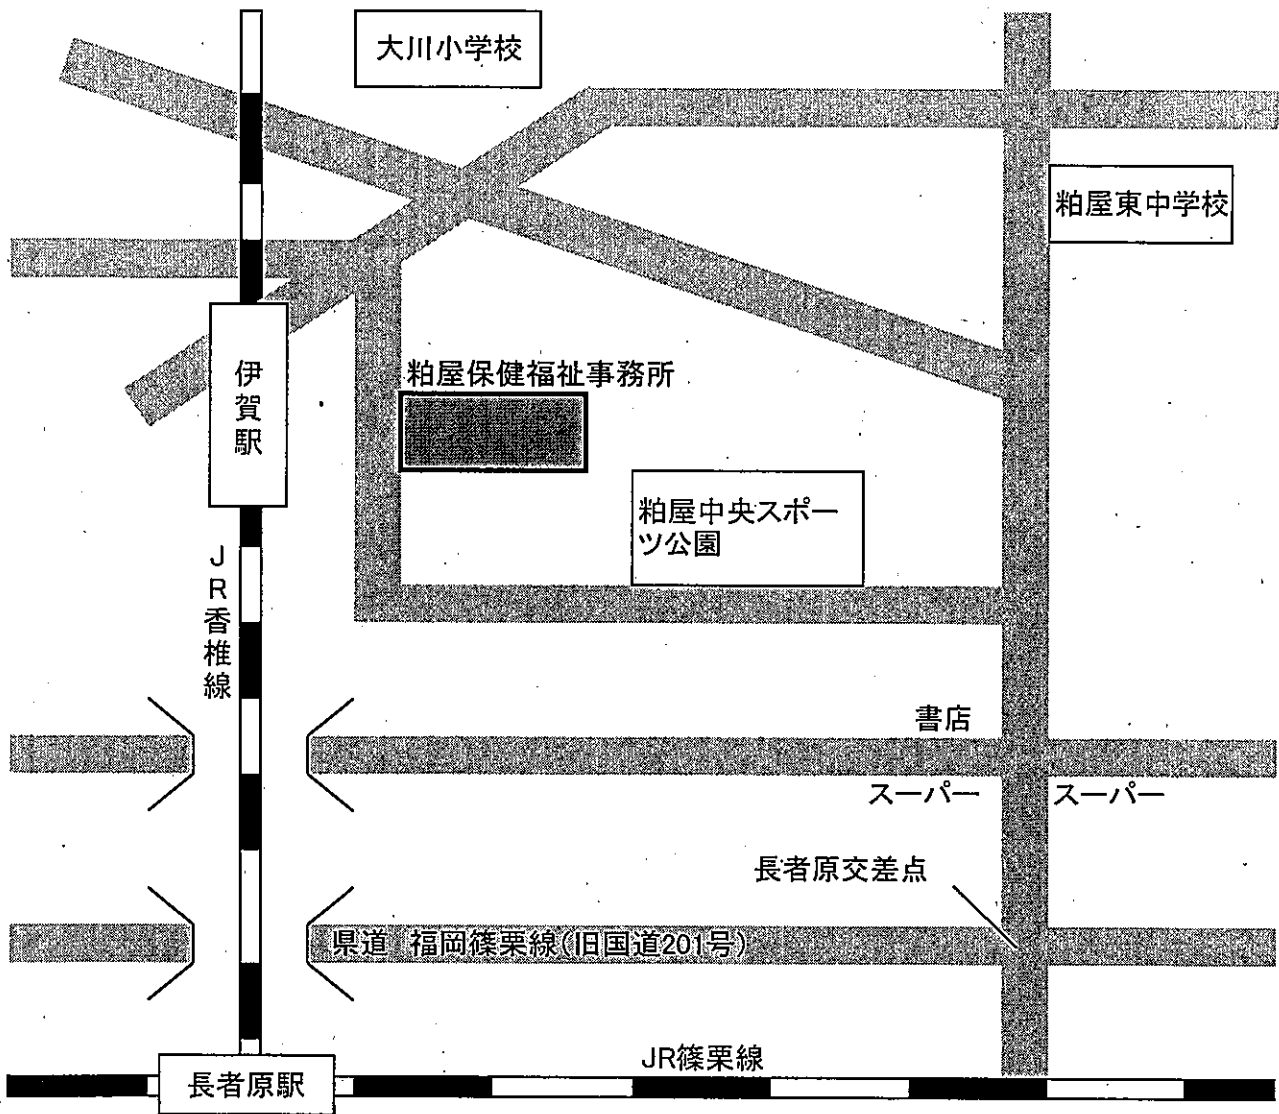 大川小学校
粕屋東中学校
伊賀駅
粕屋保健福祉事務所
粕屋中央スポー
ツ公園
JR香椎線
書店
スーパー
スーパー
長者原交差点
県道 福岡篠栗線(旧国道201号)
JR篠栗線
長者原駅